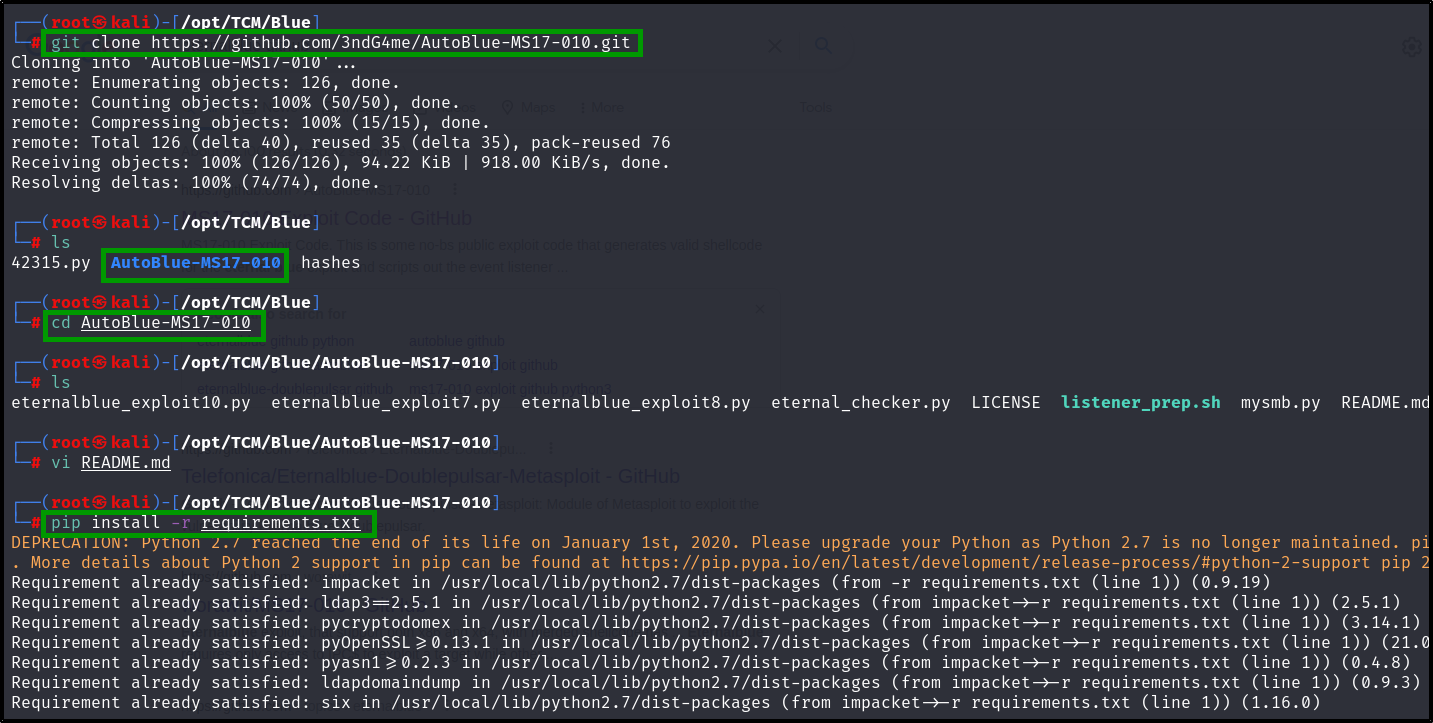 ┌──(root㉿kali)-[/opt/TCM/Blue]
└─# git clone https://github.com/3ndG4me/AutoBlue-MS17-010.git
Cloning into 'AutoBlue-MS17-010'...
remote: Enumerating objects: 126, done.
remote: Counting objects: 100% (50/50), done.
remote: Compressing objects: 100% (15/15), done.
remote: Total 126 (delta 40), reused 35 (delta 35), pack-reused 76
Receiving objects: 100% (126/126), 94.22 KiB | 918.00 KiB/s, done.
Resolving deltas: 100% (74/74), done.
┌──(root㉿kali)-[/opt/TCM/Blue]
└─# ls
42315.py AutoBlue-MS17-010 hashes
┌──(root㉿kali)-[/opt/TCM/Blue]
└─# cd AutoBlue-MS17-010
┌──(root㉿kali)-[/opt/TCM/Blue/AutoBlue-MS17-010]
└─# ls
eternalblue_exploit10.py eternalblue_exploit7.py eternalblue_exploit8.py eternal_checker.py LICENSE listener_prep.sh mysmb.py README.md
┌──(root㉿kali)-[/opt/TCM/Blue/AutoBlue-MS17-010]
└─# vi README.md
┌──(root㉿kali)-[/opt/TCM/Blue/AutoBlue-MS17-010]
└─# pip install -r requirements.txt
DEPRECATION: Python 2.7 reached the end of its life on January 1st, 2020. Please upgrade your Python as Python 2.7 is no longer maintained. pi
. More details about Python 2 support in pip can be found at https://pip.pypa.io/en/latest/development/release-process/#python-2-support pip 2
Requirement already satisfied: impacket in /usr/local/lib/python2.7/dist-packages (from -r requirements.txt (line 1)) (0.9.19)
Requirement already satisfied: ldap3==2.5.1 in /usr/local/lib/python2.7/dist-packages (from impacket->-r requirements.txt (line 1)) (2.5.1)
Requirement already satisfied: pycryptodomex in /usr/local/lib/python2.7/dist-packages (from impacket->-r requirements.txt (line 1)) (3.14.1)
Requirement already satisfied: pyOpenSSL>=0.13.1 in /usr/local/lib/python2.7/dist-packages (from impacket->-r requirements.txt (line 1)) (21.0
Requirement already satisfied: pyasn1>=0.2.3 in /usr/local/lib/python2.7/dist-packages (from impacket->-r requirements.txt (line 1)) (0.4.8)
Requirement already satisfied: ldapdomaindump in /usr/local/lib/python2.7/dist-packages (from impacket->-r requirements.txt (line 1)) (0.9.3)
Requirement already satisfied: six in /usr/local/lib/python2.7/dist-packages (from impacket->-r requirements.txt (line 1)) (1.16.0)